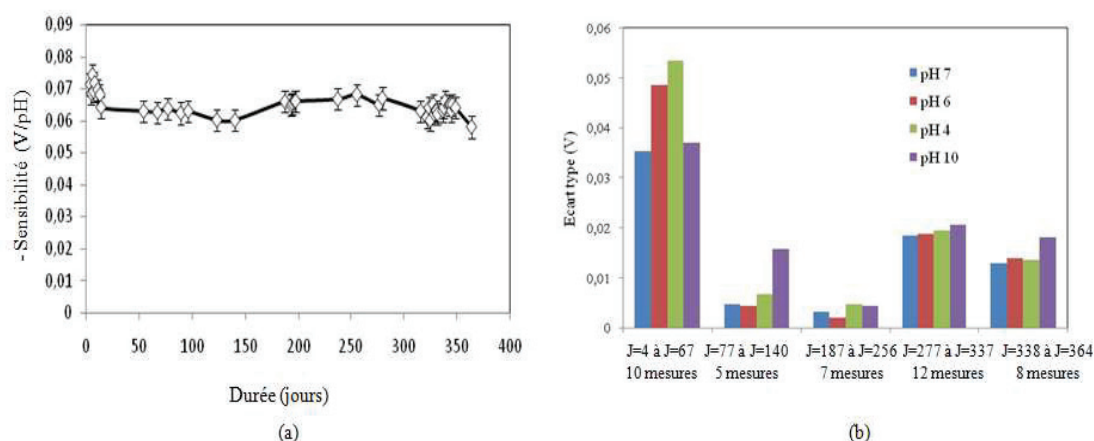 0,09
0,08
0,07
0,06
0,05
0,04
0,03
0,02
0,01
0
- Sensibilité (V/pH)
0 50 100 150 200 250 300 350 400
Durée (jours)
(a)
0,06
0,05
0,04
0,03
0,02
0,01
0
Ecart type (V)
pH 7
pH 6
pH 4
pH 10
J=4 à J=67 J=77 à J=140 J=187 à J=256 J=277 à J=337 J=338 à J=364
10 mesures 5 mesures 7 mesures 12 mesures 8 mesures
(b)